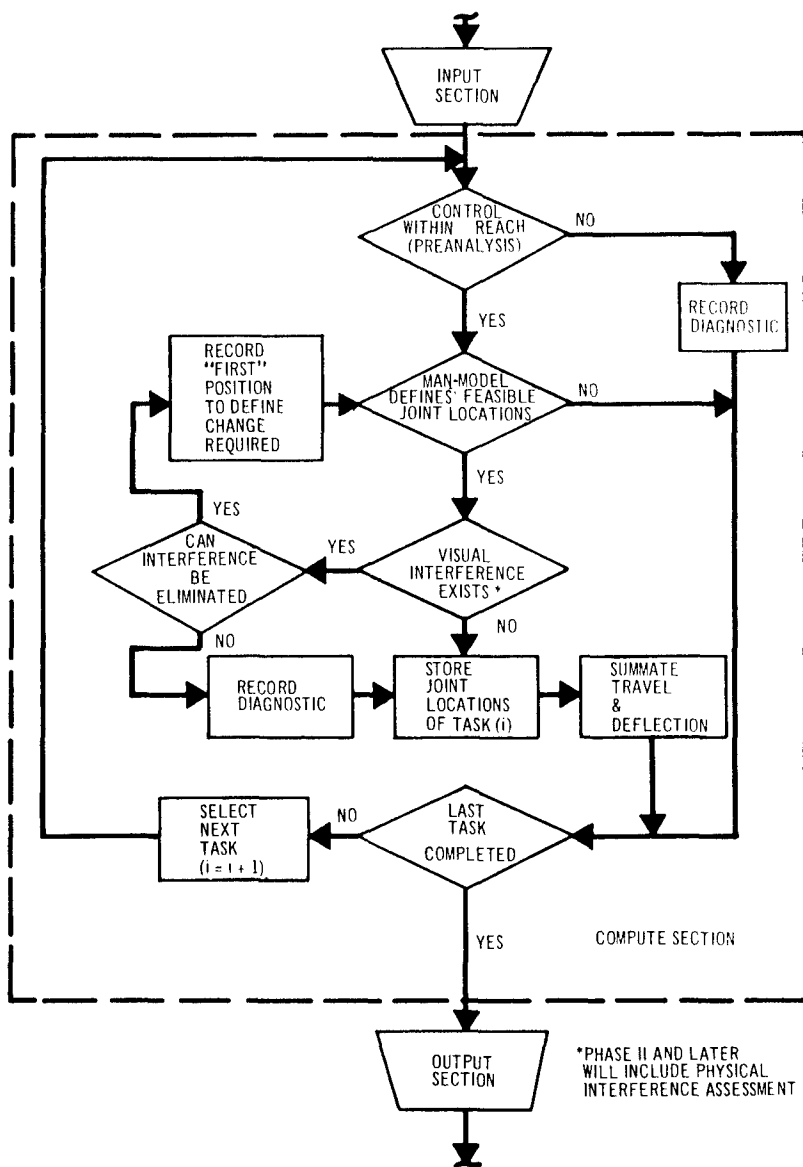 INPUT
SECTION
CONTROL
WITHIN REACH
(PREANALYSIS)
NO
YES
RECORD
DIAGNOSTIC
RECORD
"FIRST"
POSITION
TO DEFINE
CHANGE
REQUIRED
MAN-MODEL
DEFINES' FEASIBLE
JOINT LOCATIONS
NO
YES
YES
CAN
INTERFERENCE
BE
ELIMINATED
YES
VISUAL
INTERFERENCE
EXISTS *
NO
NO
RECORD
DIAGNOSTIC
STORE
JOINT
LOCATIONS
OF TASK (i)
SUMMATE
TRAVEL
&
DEFLECTION
SELECT
NEXT
TASK
(i = i + 1)
NO
LAST
TASK
COMPLETED
YES
COMPUTE SECTION
OUTPUT
SECTION
*PHASE II AND LATER
WILL INCLUDE PHYSICAL
INTERFERENCE ASSESSMENT